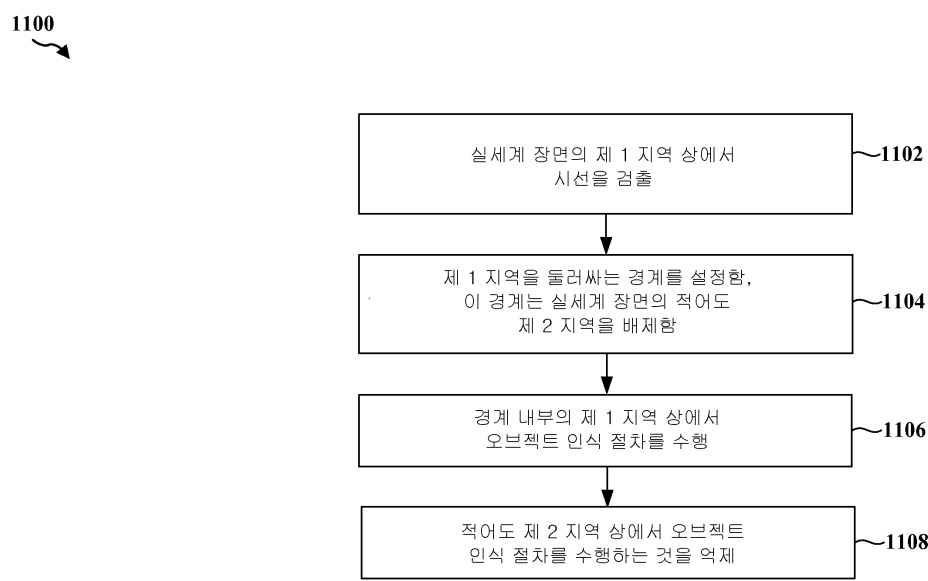 1100
실세계 장면의 제 1 지역 상에서
시선을 검출
1102
제 1 지역을 둘러싸는 경계를 설정함,
이 경계는 실세계 장면의 적어도
제 2 지역을 배제함
1104
경계 내부의 제 1 지역 상에서
오브젝트 인식 절차를 수행
1106
적어도 제 2 지역 상에서 오브젝트
인식 절차를 수행하는 것을 억제
1108